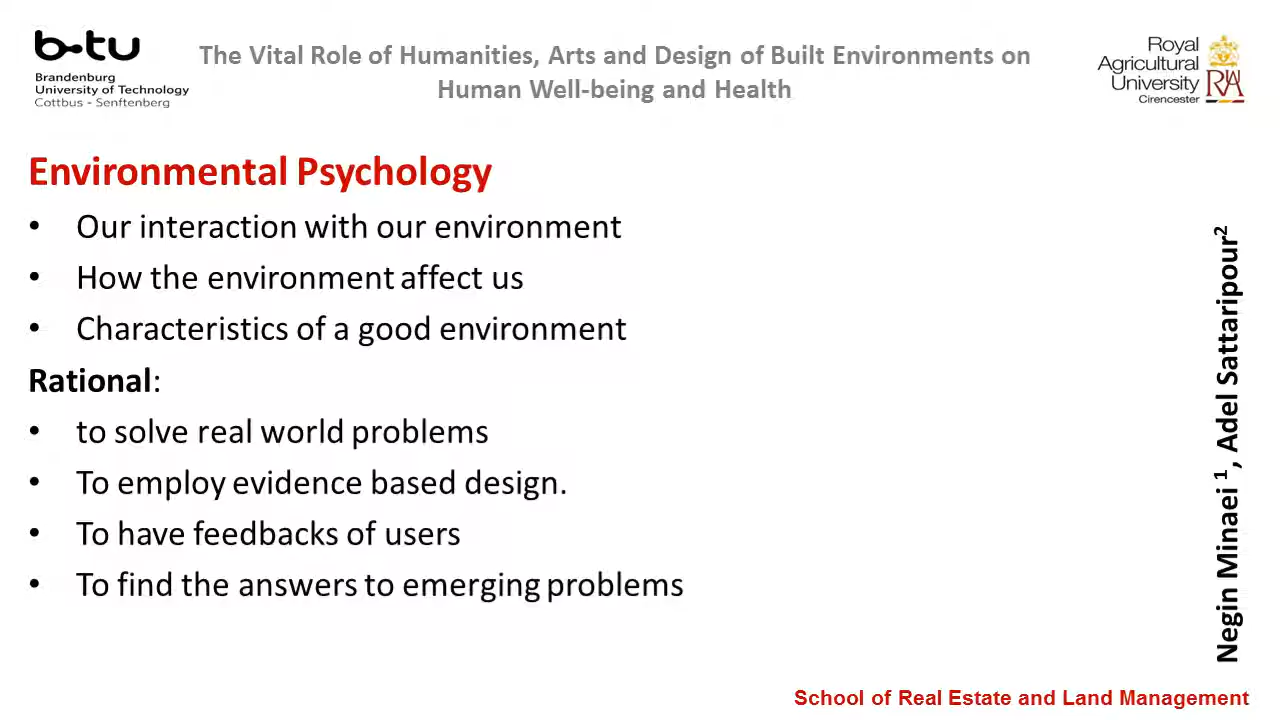 b-tu
Brandenburg
University of Technology
Cottbus - Senftenberg
The Vital Role of Humanities, Arts and Design of Built Environments on
Human Well-being and Health
Royal
Agricultural
University
Cirencester
RAU
Environmental Psychology
• Our interaction with our environment
• How the environment affect us
• Characteristics of a good environment
Rational:
• to solve real world problems
• To employ evidence based design.
• To have feedbacks of users
• To find the answers to emerging problems
Negin Minaei ¹, Adel Sattaripour²
School of Real Estate and Land Management